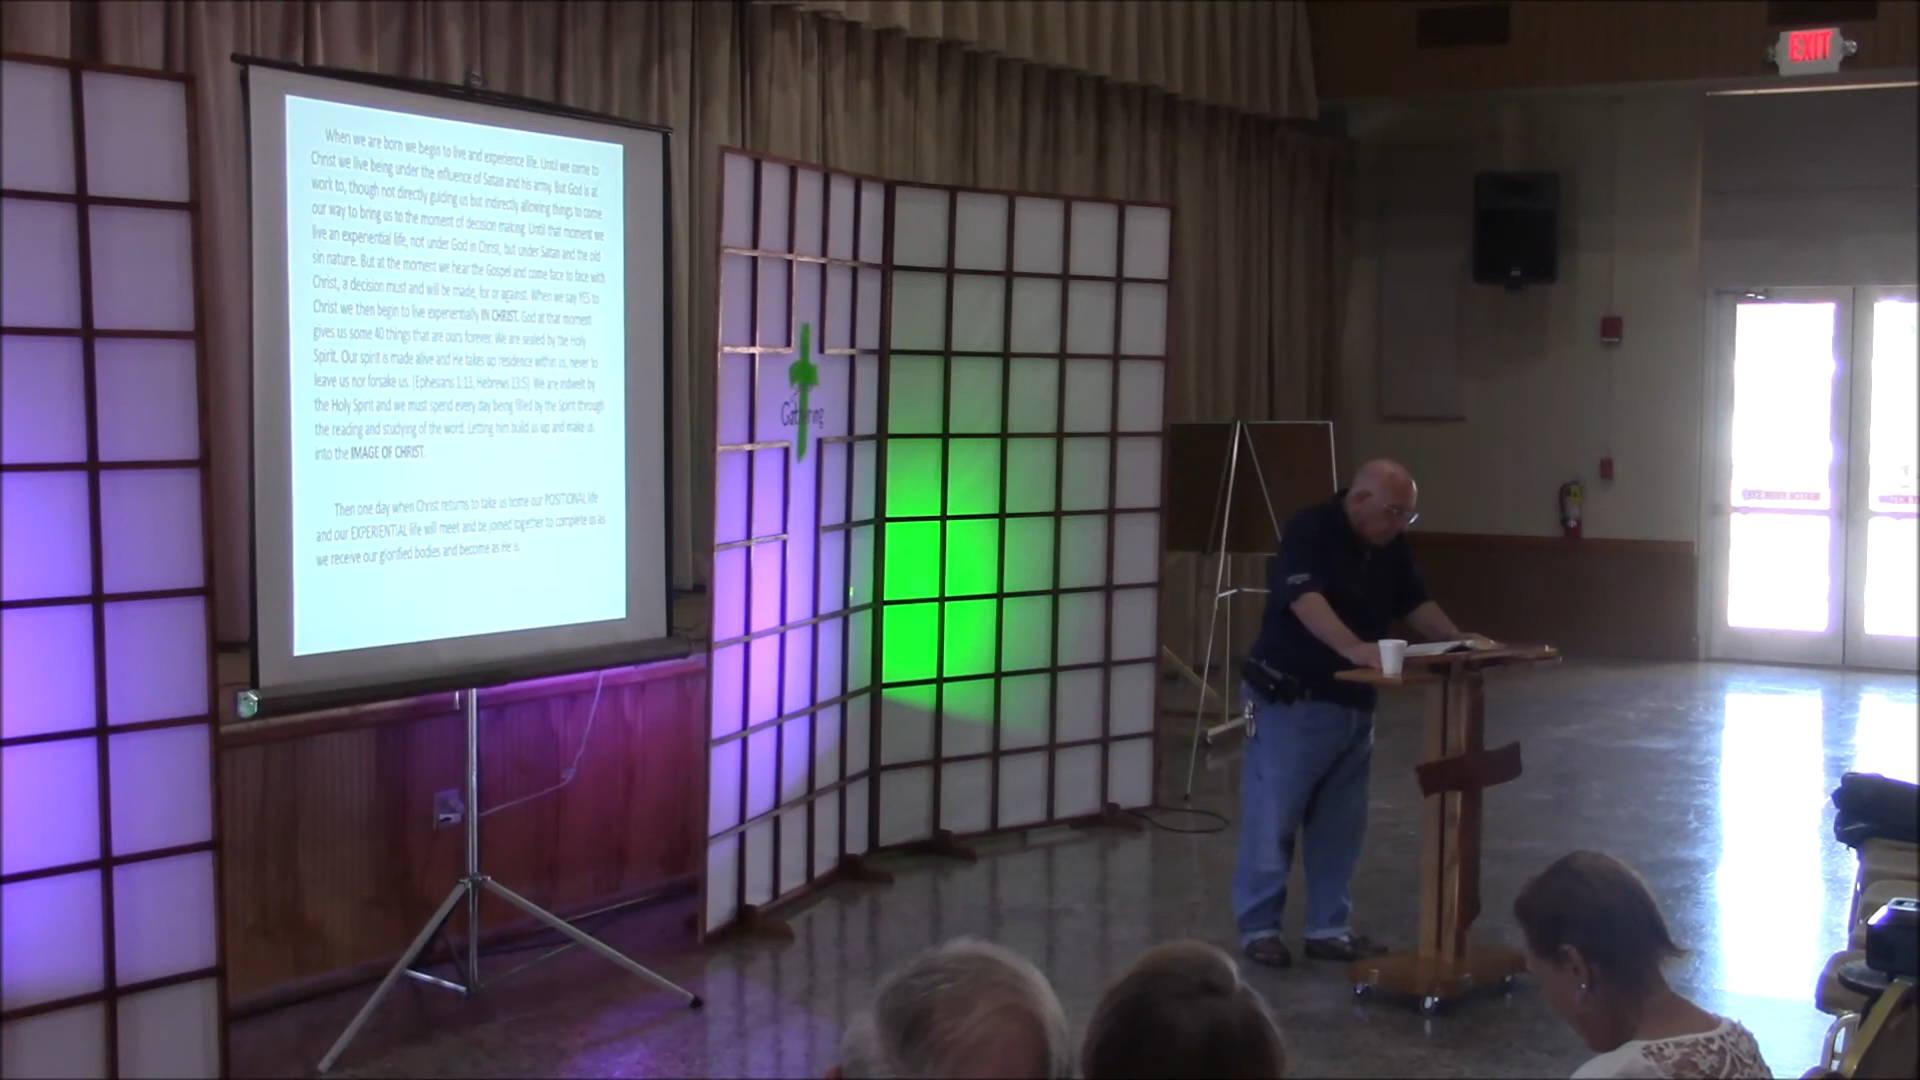 When we are born we begin to live and experience life. Until we come to
Christ we live being under the influence of Satan and his army. But God is at
work to, though not directly guiding us but indirectly allowing things to come
our way to bring us to the moment of decision making. Until that moment we
live an experiential life, not under God in Christ, but under Satan and the old
sin nature. But at the moment we hear the Gospel and come face to face with
Christ, a decision must and will be made, for or against. When we say YES to
Christ we then begin to live experientially IN CHRIST. God at that moment
gives us some 40 things that are ours forever. We are sealed by the Holy
Spirit. Our spirit is made alive and He takes up residence within us, never to
leave us nor forsake us. (Ephesians 1:13, Hebrews 13:5) We are indwelt by
the Holy Spirit and we must spend every day being filled by the Spirit through
the reading and studying of the word. Letting him build us up and make us
into the IMAGE OF CHRIST.
Then one day when Christ returns to take us home our POSITIONAL life
and our EXPERIENTIAL life will meet and be joined together to complete us as
we receive our glorified bodies and become as He is.
Gathering
EXIT